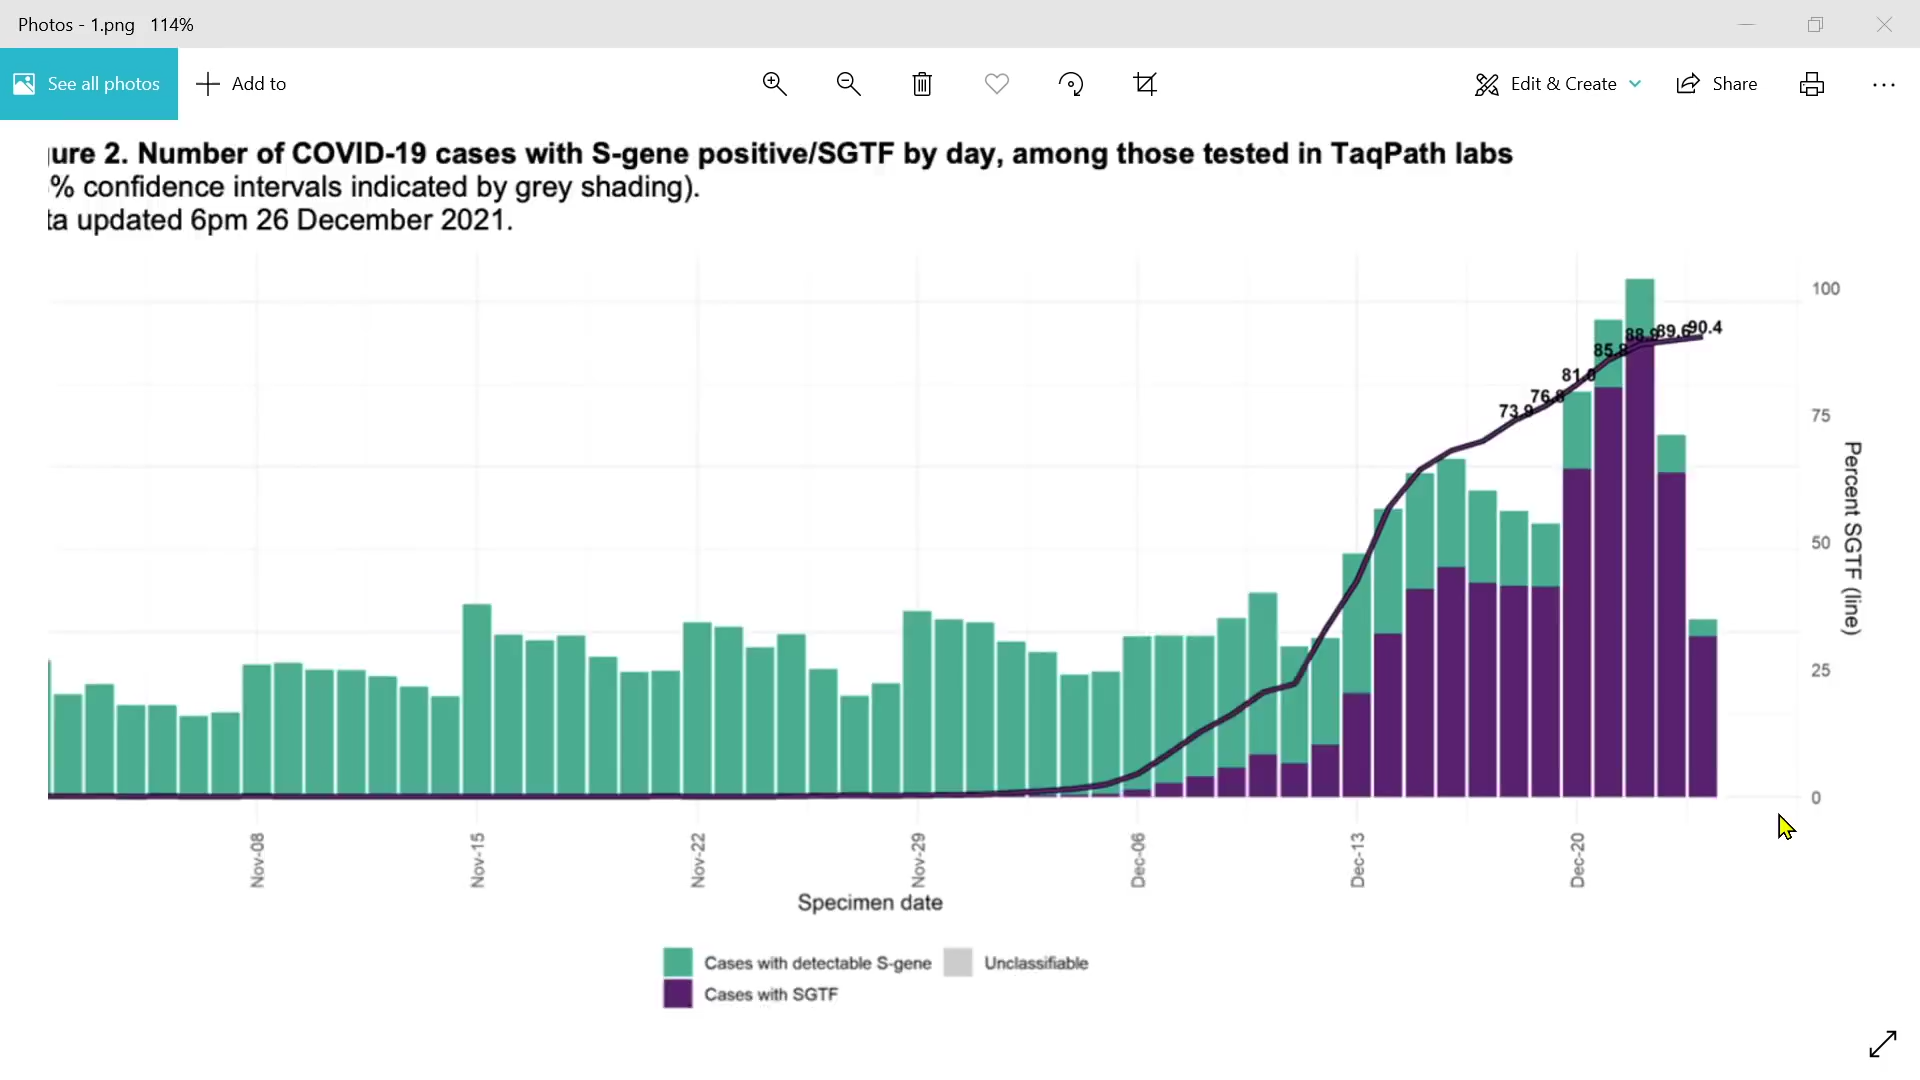 Photos - 1.png 114%
See all photos
Add to
Edit & Create
Share
ure 2. Number of COVID-19 cases with S-gene positive/SGTF by day, among those tested in TaqPath labs
% confidence intervals indicated by grey shading).
ta updated 6pm 26 December 2021.
100
75
50
25
0
Percent SGTF (line)
73.9
76.8
81.0
85.8
88.9
89.6
90.4
Nov-08
Nov-15
Nov-22
Nov-29
Dec-06
Dec-13
Dec-20
Specimen date
Cases with detectable S-gene
Unclassifiable
Cases with SGTF